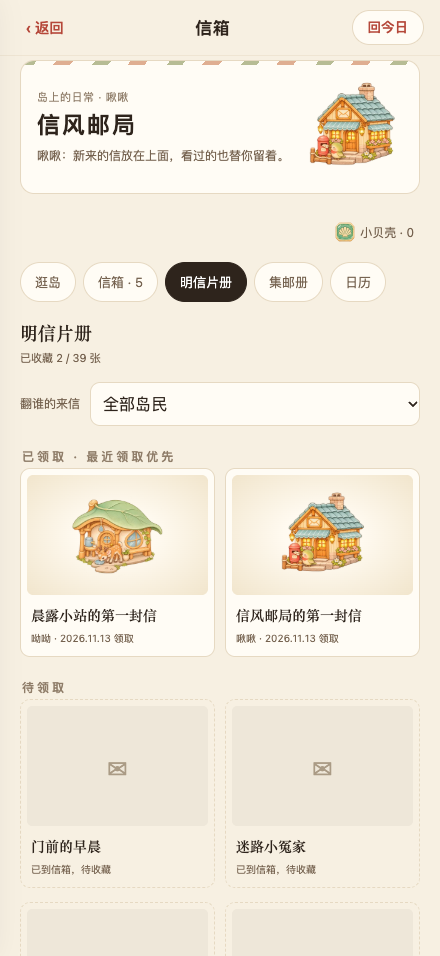 ‹ 返回
信箱
回今日
岛上的日常 · 啾啾
信风邮局
啾啾：新来的信放在上面，看过的也替你留着。
小贝壳 · 0
逛岛
信箱 · 5
明信片册
集邮册
日历
明信片册
已收藏 2 / 39 张
翻谁的来信
全部岛民
已领取 · 最近领取优先
晨露小站的第一封信
呦呦 · 2026.11.13 领取
信风邮局的第一封信
啾啾 · 2026.11.13 领取
待领取
门前的早晨
已到信箱，待收藏
迷路小冤家
已到信箱，待收藏